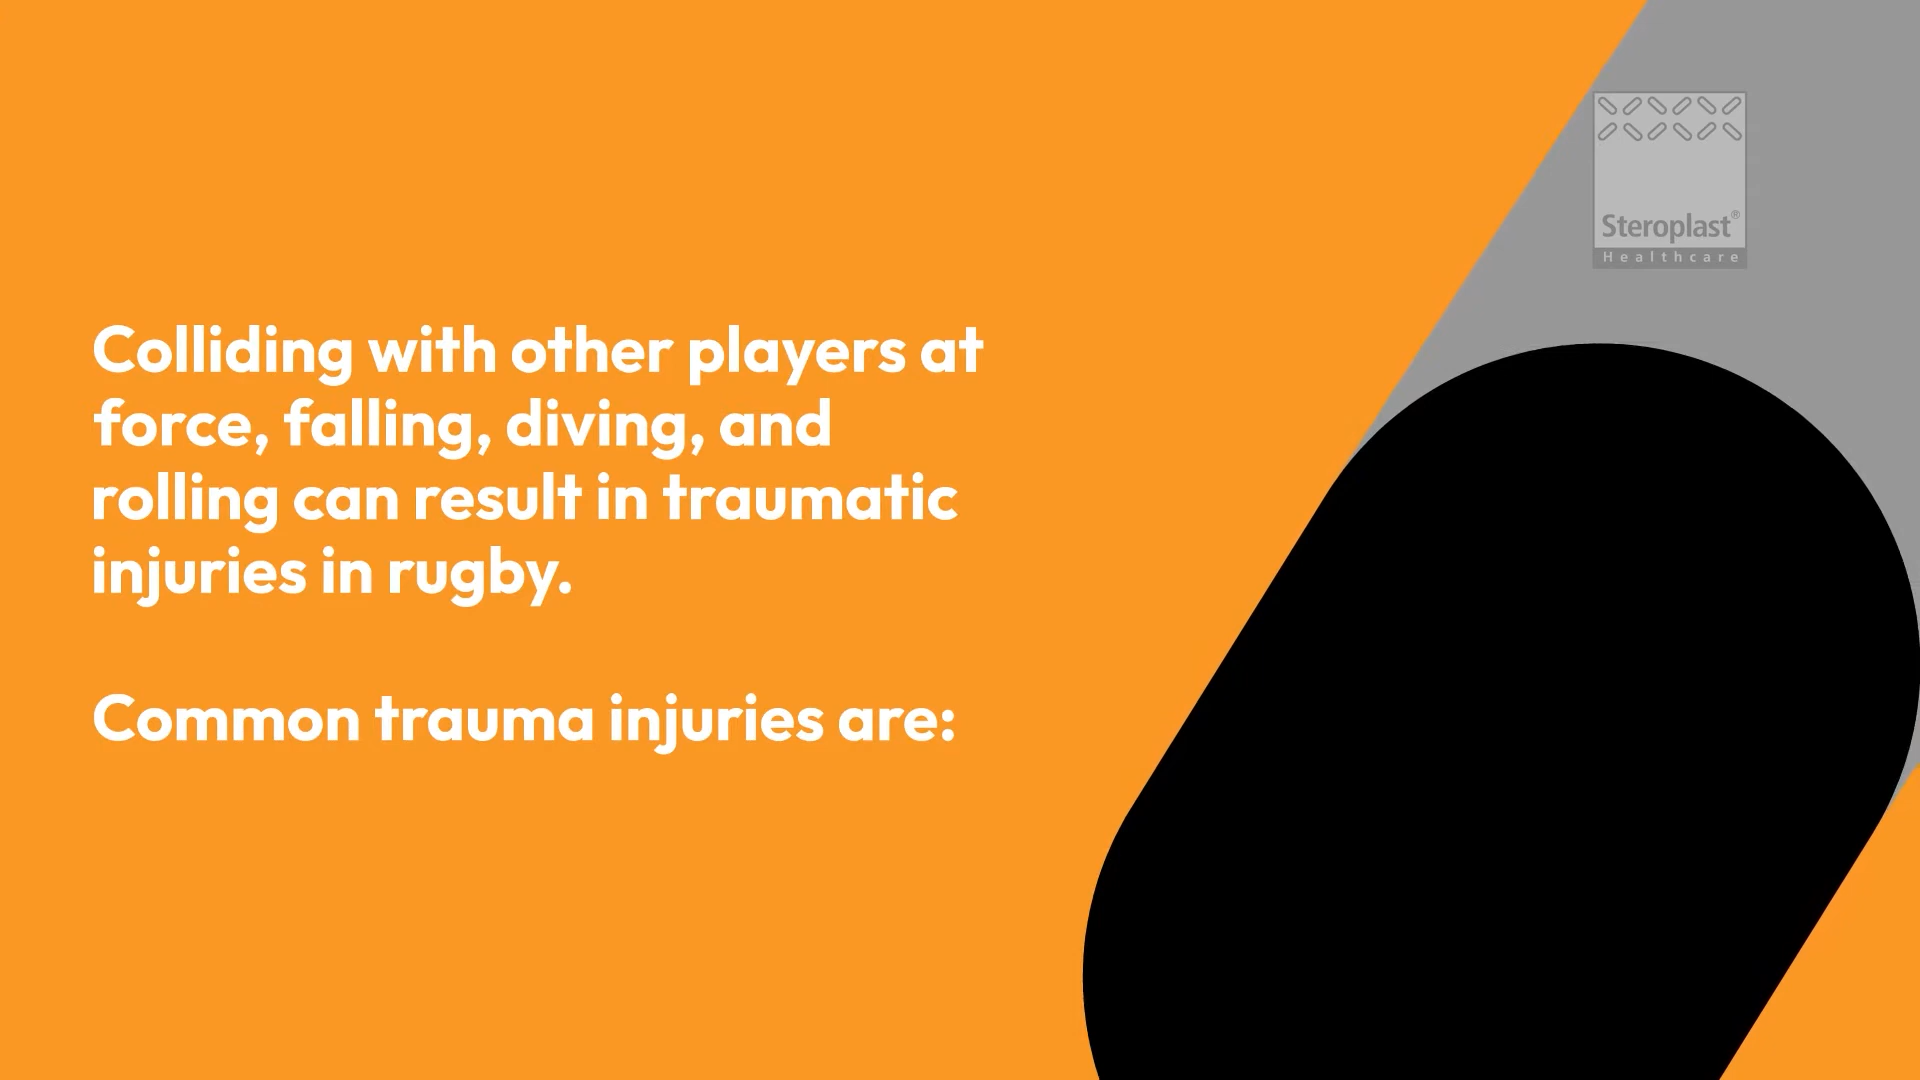 Colliding with other players at
force, falling, diving, and
rolling can result in traumatic
injuries in rugby.
Common trauma injuries are:
Steroplast®
Healthcare